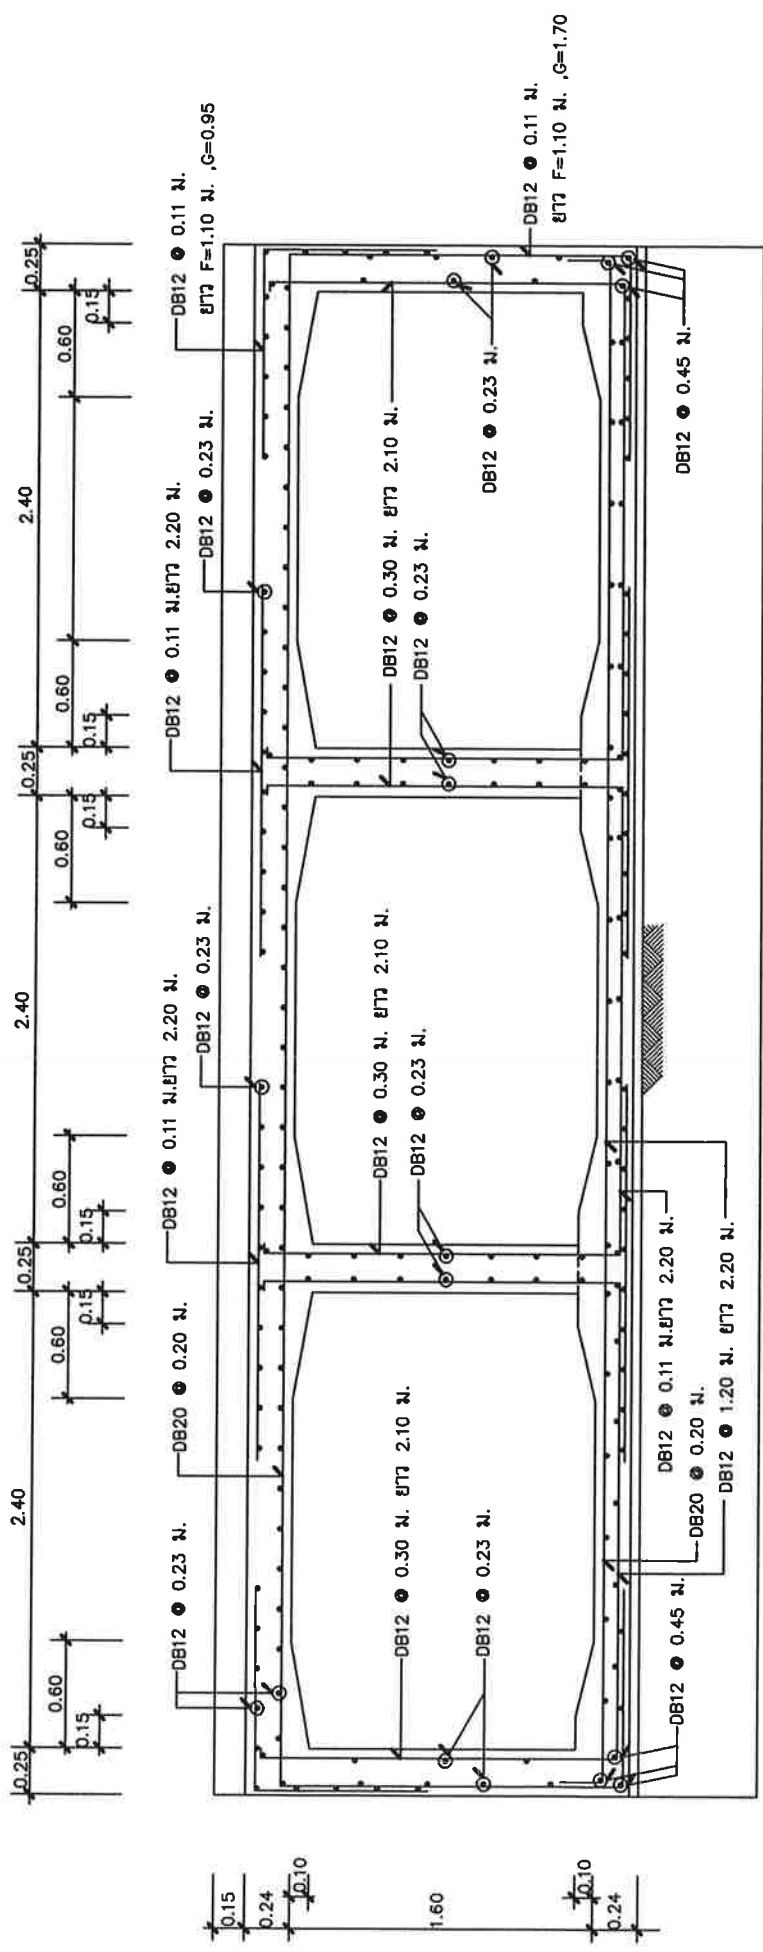 0.25
2.40
0.25
2.40
0.25
2.40
0.25
0.60
0.60
0.60
0.60
0.60
0.60
0.15
0.15
0.15
0.15
0.15
0.15
DB12 @ 0.23 ม.
DB20 @ 0.20 ม.
DB12 @ 0.11 ม.ยาว 2.20 ม.
DB12 @ 0.23 ม.
DB12 @ 0.11 ม.ยาว 2.20 ม.
DB12 @ 0.23 ม.
DB12 @ 0.11 ม.
ยาว F=1.10 ม. ,G=0.95
0.15
0.24
0.10
1.60
0.10
0.24
DB12 @ 0.30 ม. ยาว 2.10 ม.
DB12 @ 0.23 ม.
DB12 @ 0.30 ม. ยาว 2.10 ม.
DB12 @ 0.23 ม.
DB12 @ 0.30 ม. ยาว 2.10 ม.
DB12 @ 0.23 ม.
DB12 @ 0.23 ม.
DB12 @ 0.11 ม.
ยาว F=1.10 ม. ,G=1.70
DB12 @ 0.45 ม.
DB12 @ 0.11 ม.ยาว 2.20 ม.
DB20 @ 0.20 ม.
DB12 @ 1.20 ม. ยาว 2.20 ม.
DB12 @ 0.45 ม.